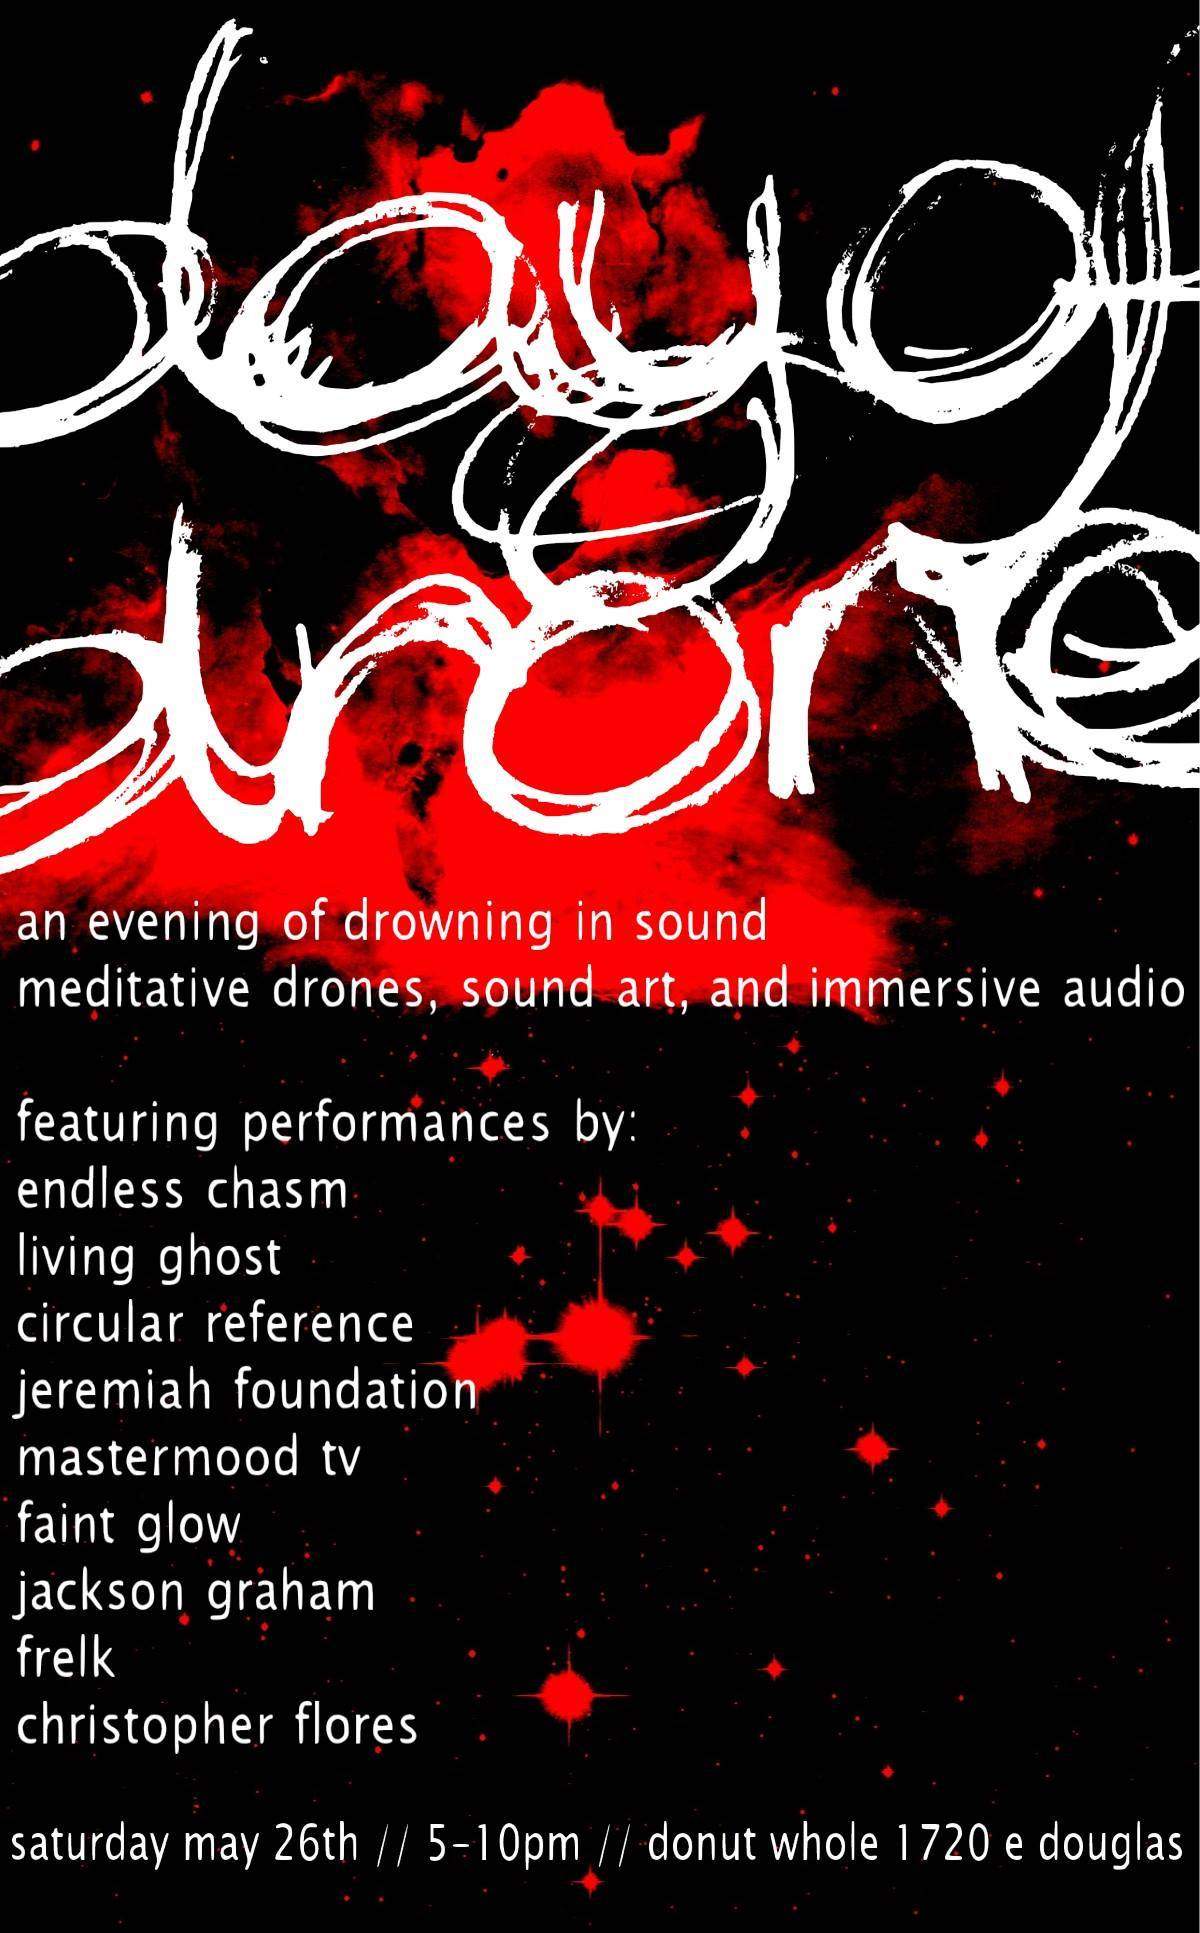 day of
drone
an evening of drowning in sound
meditative drones, sound art, and immersive audio
featuring performances by:
endless chasm
living ghost
circular reference
jeremiah foundation
mastermood tv
faint glow
jackson graham
frelk
christopher flores
saturday may 26th // 5-10pm // donut whole 1720 e douglas